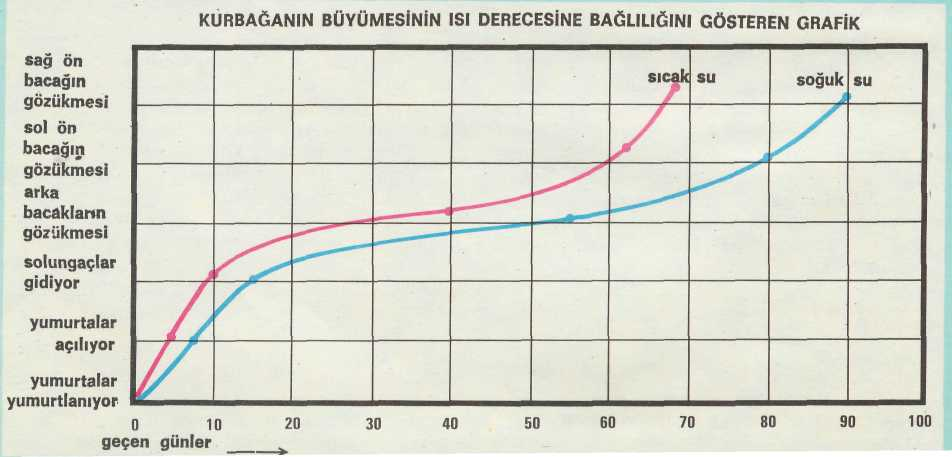 KURBAĞANIN BÜYÜMESİNİN ISI DERECESİNE BAĞLILIĞINI GÖSTEREN GRAFİK
sağ ön
bacağın
gözükmesi
sol ön
bacağın
gözükmesi
arka
bacakların
gözükmesi
solungaçlar
gidiyor
yumurtalar
açılıyor
yumurtalar
yumurtlanıyor
sıcak su
soğuk su
0 10 20 30 40 50 60 70 80 90 100
geçen günler